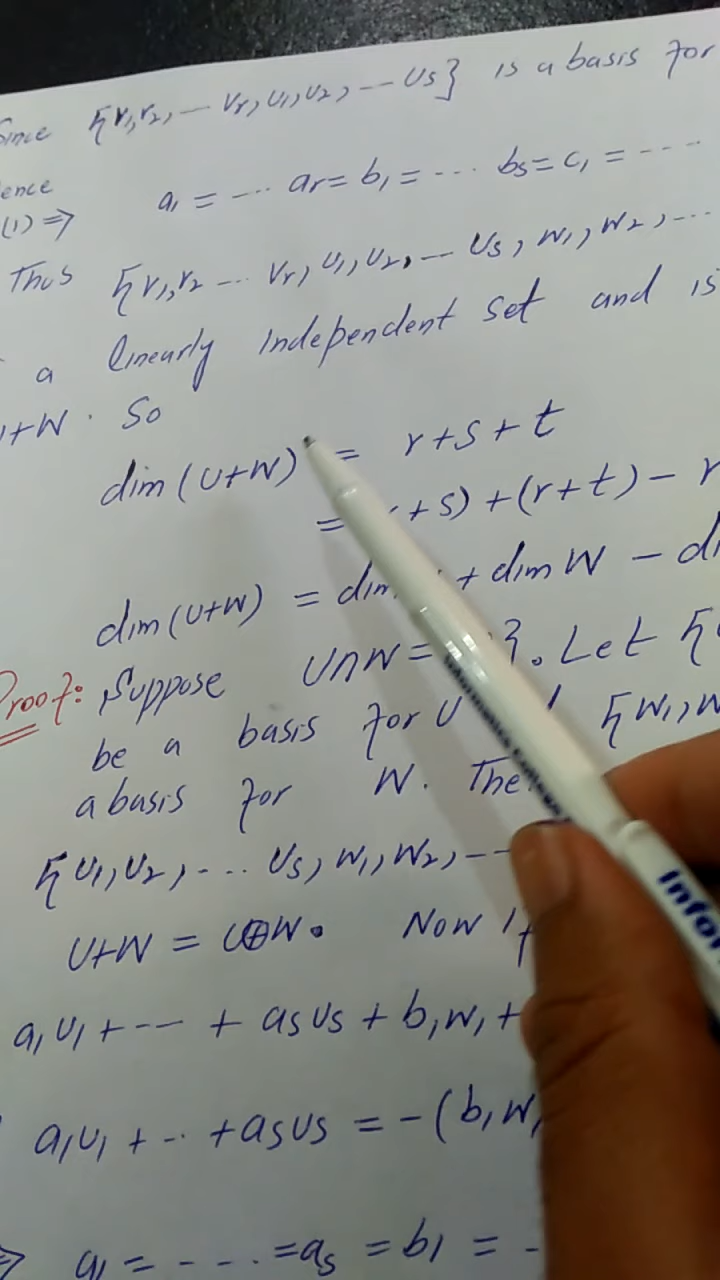 Since {v1, v2, --- vr, u1, u2, --- us} is a basis for
ence
(1) ⇒ a1 = --- ar = b1 = --- bs = c1 = ----
Thus {v1, v2 --- vr, u1, u2, --- us, w1, w2, ---
a linearly independent set and is
U+W. So
dim (U+W) = r+s+t
= +s) + (r+t) - r
dim (U+W) = dim + dim W - di
Proof: Suppose U∩W = }. Let {
be a basis for U {w1, w
a basis for W. The
{u1, u2, --- us, w1, w2, ---
U+W = U⊕W. Now if
a1u1 + --- + asus + b1w1 +
a1u1 + -- + asus = -(b1w
⇒ a1 = ---- = as = b1 = -
Infor